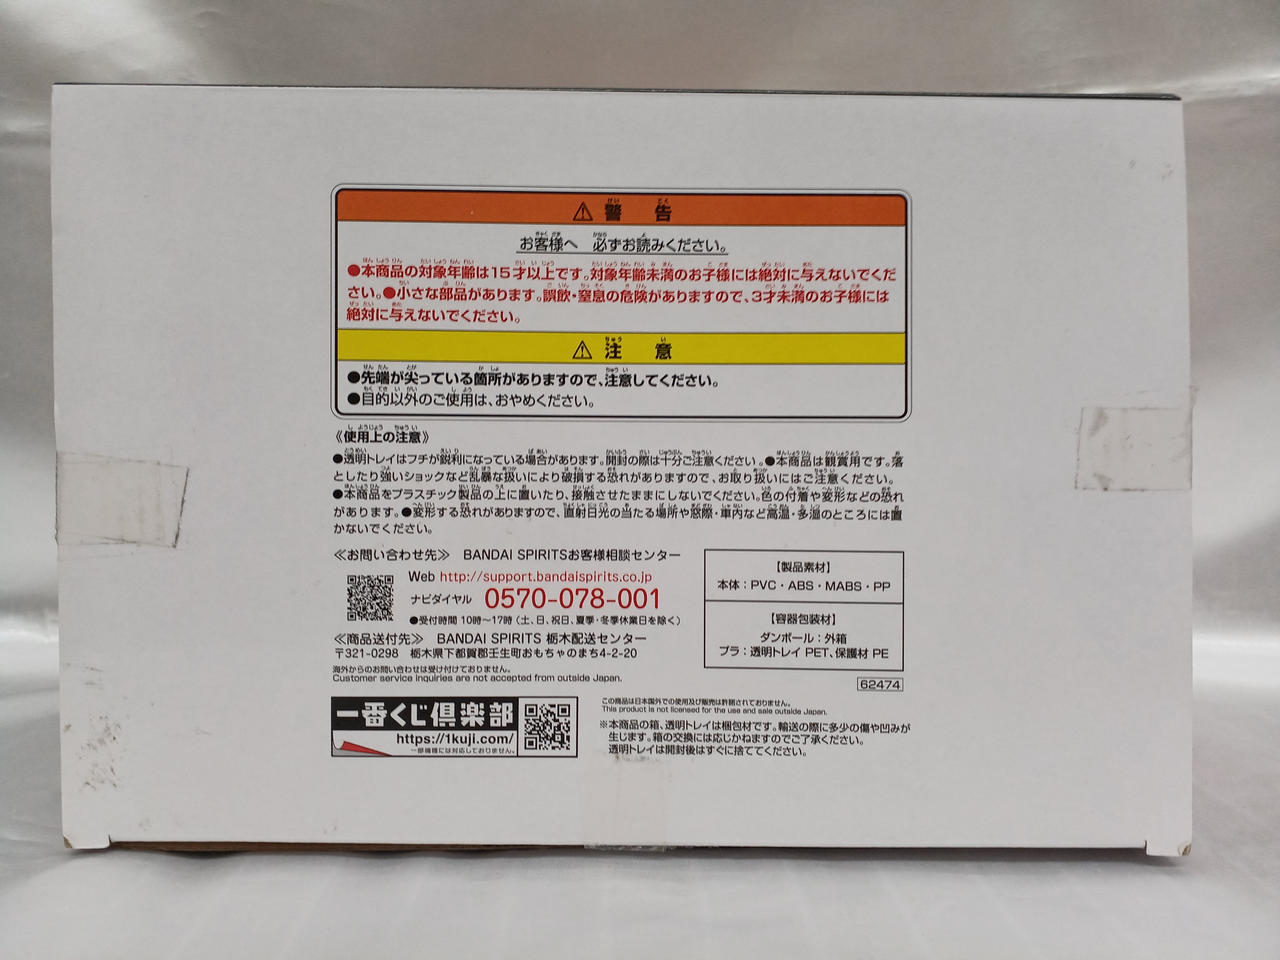 ⚠ 警告
お客様へ 必ずお読みください。
●本商品の対象年齢は15才以上です。対象年齢未満のお子様には絶対に与えないでくだ
さい。●小さな部品があります。誤飲・窒息の危険がありますので、3才未満のお子様には
絶対に与えないでください。
⚠ 注意
●先端が尖っている箇所がありますので、注意してください。
●目的以外のご使用は、おやめください。
《使用上の注意》
●透明トレイはフチが鋭利になっている場合があります。開封の際は十分ご注意ください。●本商品は観賞用です。落
としたり強いショックなど乱暴な扱いにより破損する恐れがありますので、お取り扱いにはご注意ください。
●本商品をプラスチック製品の上に置いたり、接触させたままにしないでください。色の付着や変形などの恐れ
があります。●変形する恐れがありますので、直射日光の当たる場所や窓際・車内など高温・多湿のところには置
かないでください。
≪お問い合わせ先≫ BANDAI SPIRITSお客様相談センター
Web http://support.bandaispirits.co.jp
ナビダイヤル 0570-078-001
●受付時間 10時〜17時（土、日、祝日、夏季・冬季休業日を除く）
≪商品送付先≫ BANDAI SPIRITS 栃木配送センター
〒321-0298 栃木県下都賀郡壬生町おもちゃのまち4-2-20
海外からのお問い合わせは受け付けておりません。
Customer service inquiries are not accepted from outside Japan.
【製品素材】
本体：PVC・ABS・MABS・PP
【容器包装材】
ダンボール：外箱
プラ：透明トレイ PET、保護材 PE
62474
一番くじ倶楽部
https://1kuji.com/
一部機種には対応しておりません。
この商品は日本国外での使用及び販売は許諾されておりません。
This product is not licensed for the use and sale outside Japan.
※本商品の箱、透明トレイは梱包材です。輸送の際に多少の傷や凹みが
生じます。箱の交換には応じかねますのでご了承ください。
透明トレイは開封後はすぐに捨ててください。